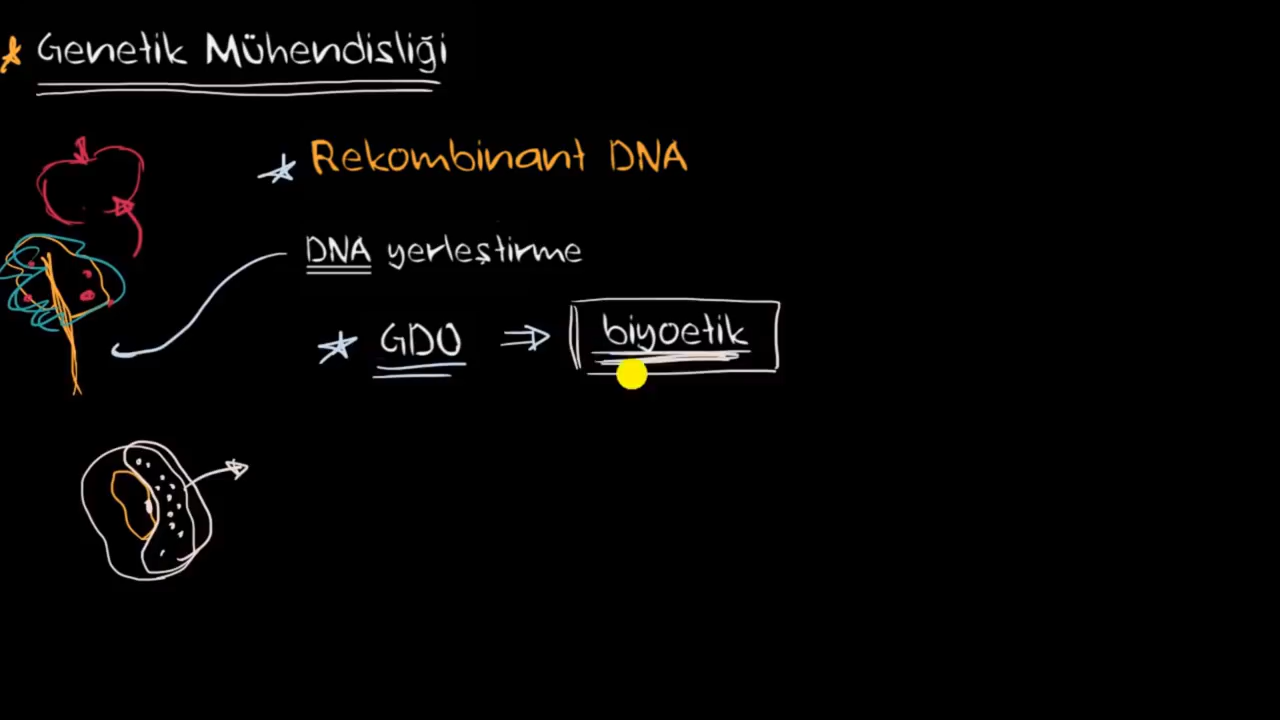 Genetik Mühendisliği
Rekombinant DNA
DNA yerleştirme
GDO ⇒ biyoetik